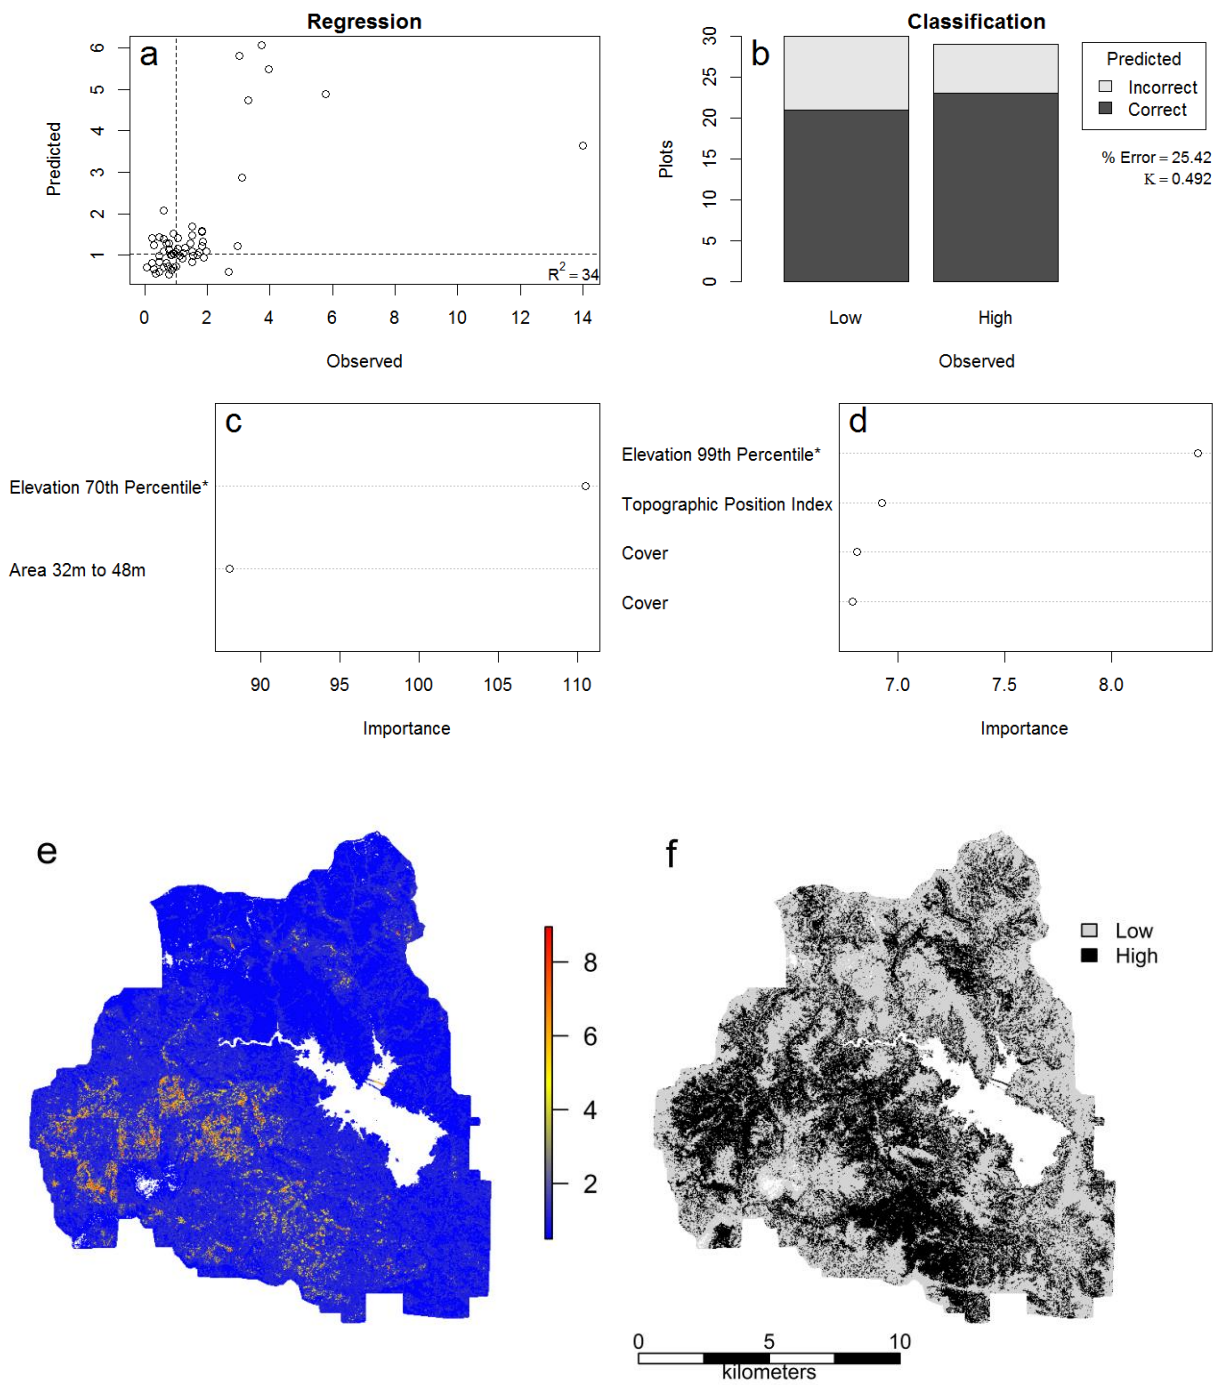 Regression
a
6
5
4
3
2
1
Predicted
R² = 34
0 2 4 6 8 10 12 14
Observed
Classification
b
30
25
20
15
10
5
0
Plots
Low High
Observed
Predicted
Incorrect
Correct
% Error = 25.42
K = 0.492
c
Elevation 70th Percentile*
Area 32m to 48m
90 95 100 105 110
Importance
d
Elevation 99th Percentile*
Topographic Position Index
Cover
Cover
7.0 7.5 8.0
Importance
e
8
6
4
2
f
Low
High
0 5 10
kilometers